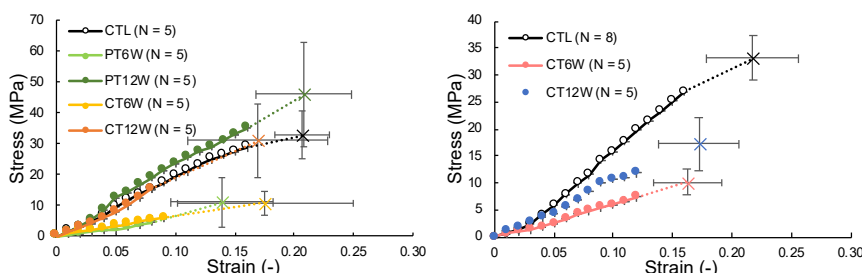 70
60
50
40
30
20
10
0
Stress (MPa)
CTL (N = 5)
PT6W (N = 5)
PT12W (N = 5)
CT6W (N = 5)
CT12W (N = 5)
0 0.05 0.10 0.15 0.20 0.25 0.30
Strain (-)
40
35
30
25
20
15
10
5
0
Stress (MPa)
CTL (N = 8)
CT6W (N = 5)
CT12W (N = 5)
0 0.05 0.10 0.15 0.20 0.25 0.30
Strain (-)